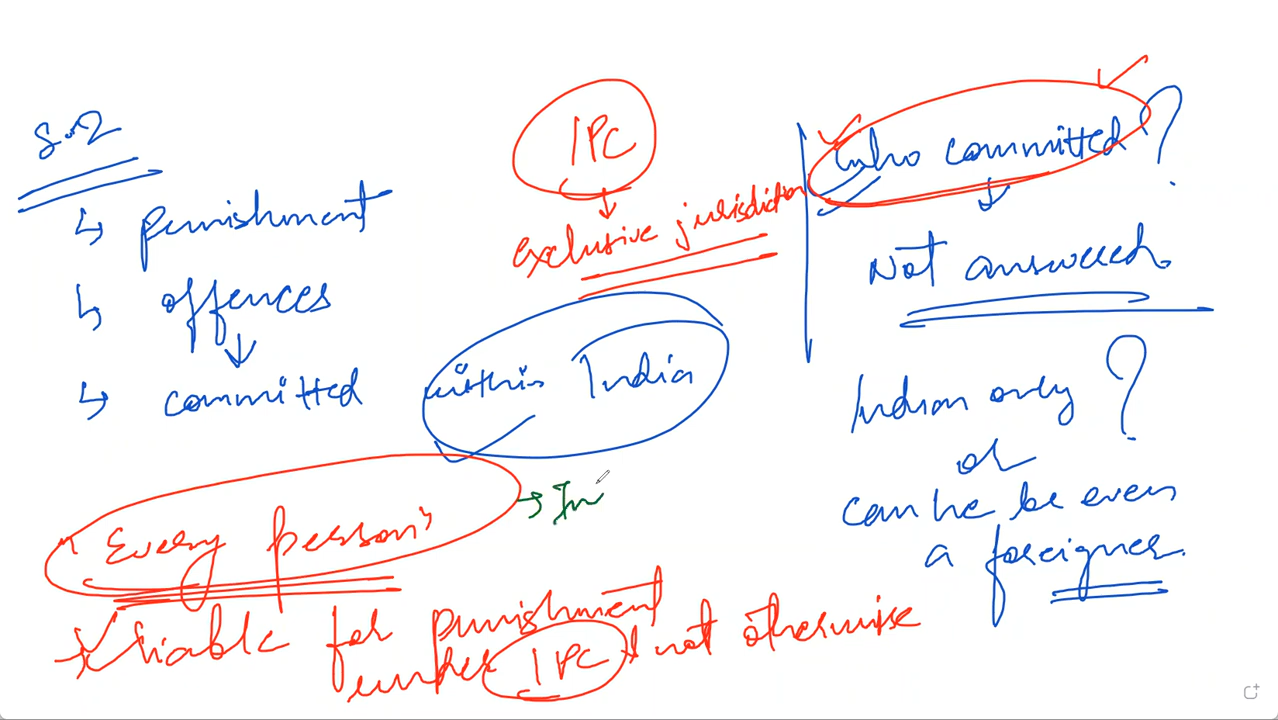 S.2
↳ punishment
↳ offences
↓
↳ committed within India
IPC
↓
exclusive jurisdiction
Who committed?
↓
Not answered.
Indian only?
or
can he be even
a foreigner.
"Every person" → In
liable for punishment
under IPC & not otherwise